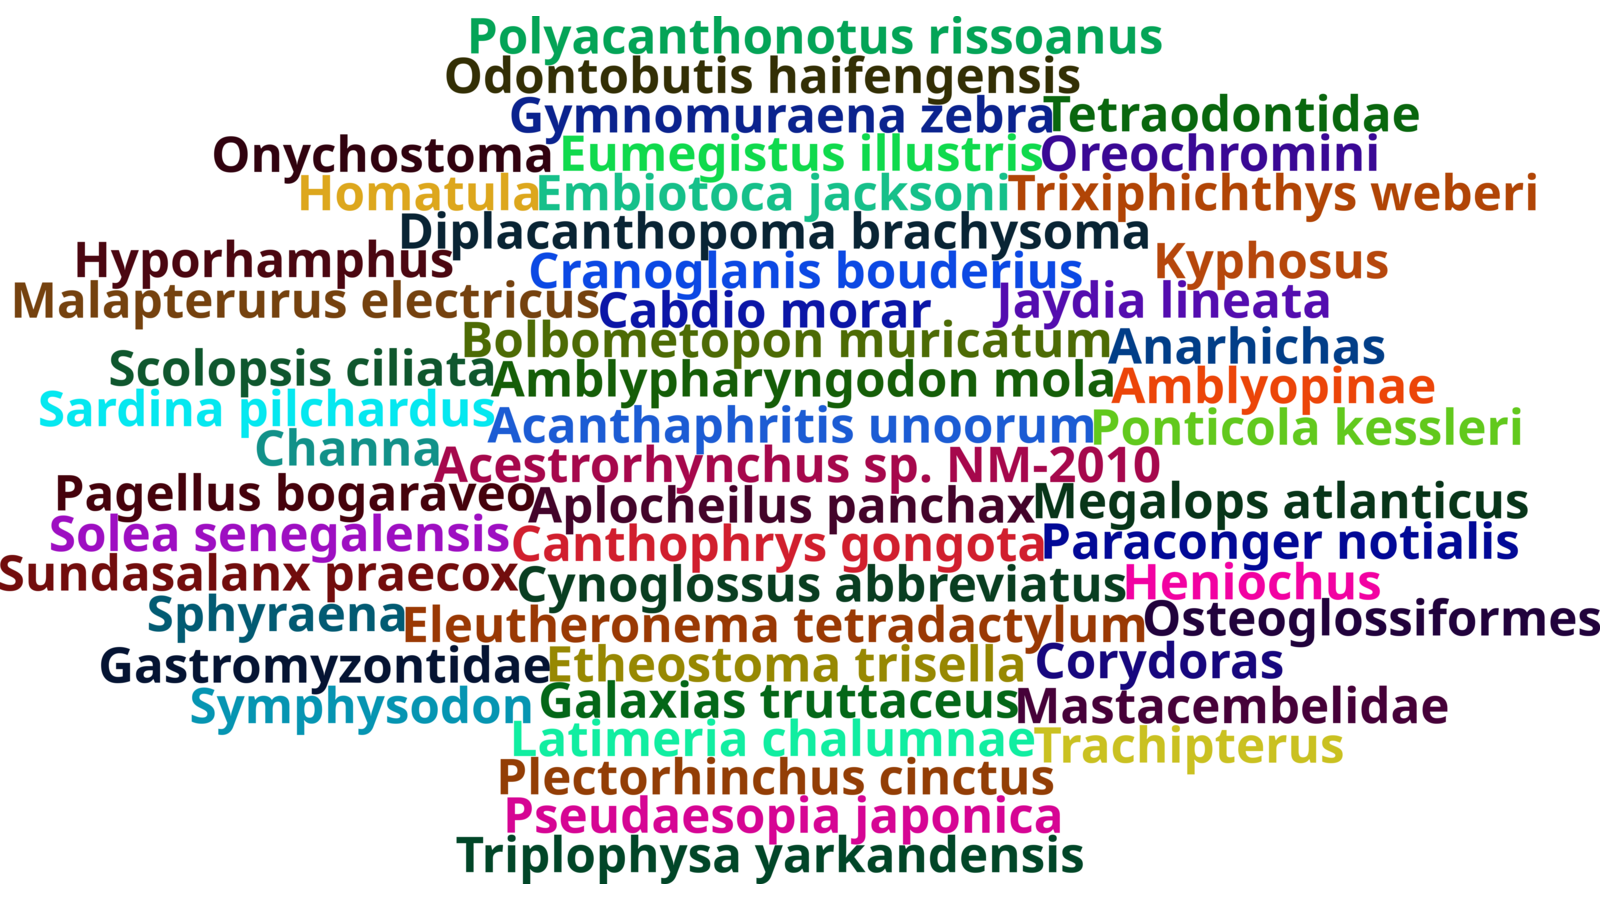 Polyacanthonotus rissoanus
Odontobutis haifengensis
Gymnomuraena zebra Tetraodontidae
Onychostoma Eumegistus illustris Oreochromini
Homatula Embiotoca jacksoni Trixiphichthys weberi
Diplacanthopoma brachysoma
Hyporhamphus Cranoglanis bouderius Kyphosus
Malapterurus electricus Cabdio morar Jaydia lineata
Bolbometopon muricatum Anarhichas
Scolopsis ciliata Amblypharyngodon mola Amblyopinae
Sardina pilchardus Acanthaphritis unoorum Ponticola kessleri
Channa Acestrorhynchus sp. NM-2010
Pagellus bogaraveo Aplocheilus panchax Megalops atlanticus
Solea senegalensis Canthophrys gongota Paraconger notialis
Sundasalanx praecox Cynoglossus abbreviatus Heniochus
Sphyraena Eleutheronema tetradactylum Osteoglossiformes
Gastromyzontidae Etheostoma trisella Corydoras
Symphysodon Galaxias truttaceus Mastacembelidae
Latimeria chalumnae Trachipterus
Plectorhinchus cinctus
Pseudaesopia japonica
Triplophysa yarkandensis